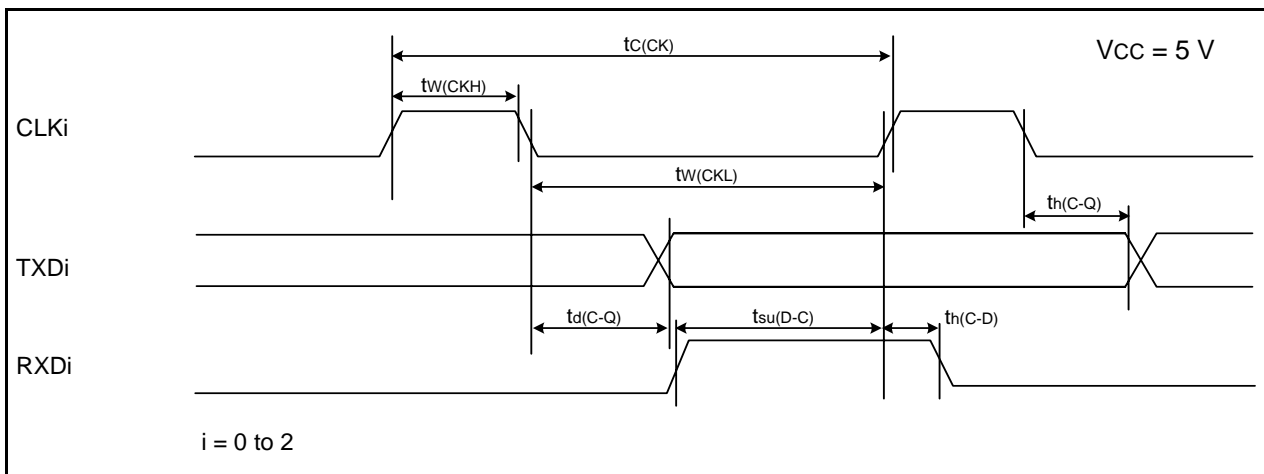 tC(CK)
VCC = 5 V
tW(CKH)
CLKi
tW(CKL)
th(C-Q)
TXDi
td(C-Q)
tsu(D-C)
th(C-D)
RXDi
i = 0 to 2